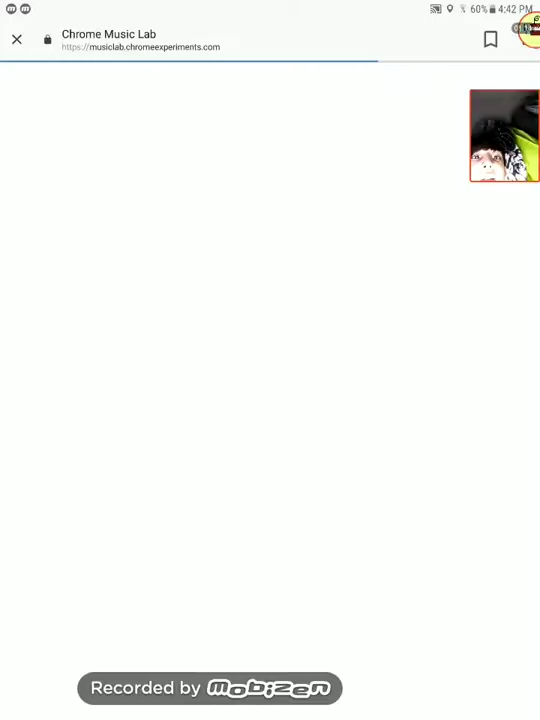 60% 4:42 PM
Chrome Music Lab
https://musiclab.chromeexperiments.com
Recorded by mobizen